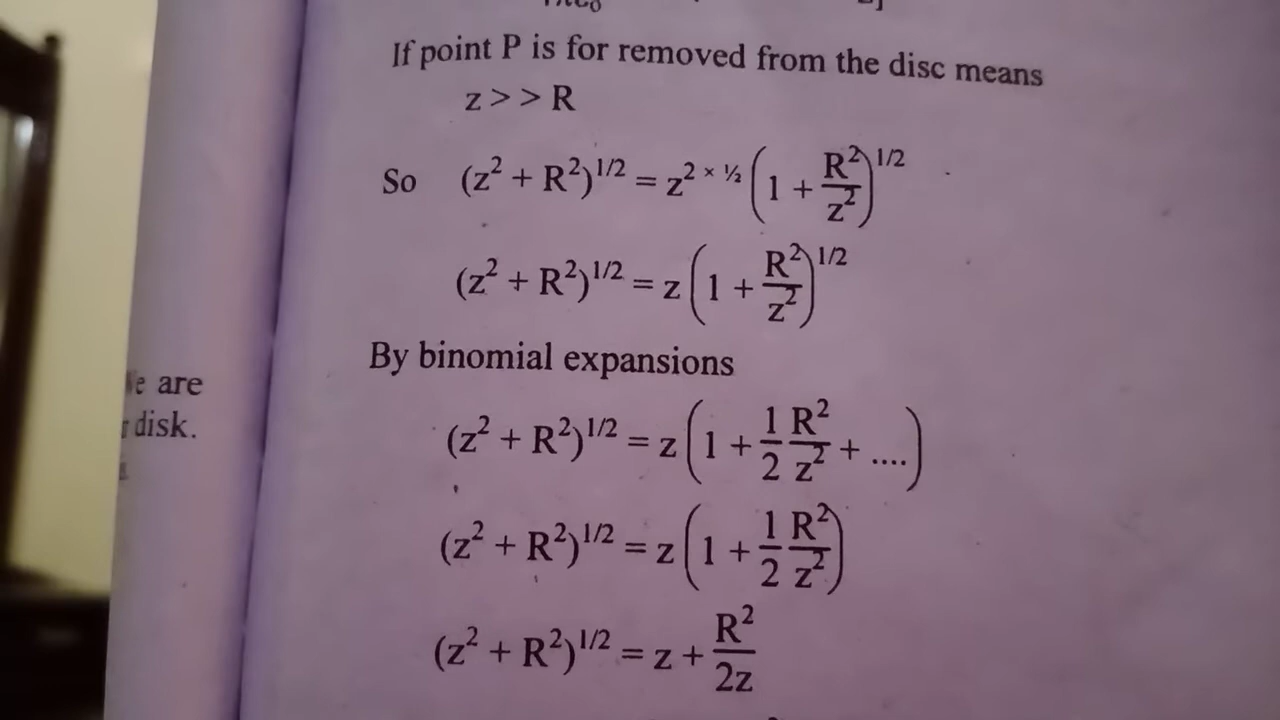 If point P is for removed from the disc means
z > > R
So (z² + R²)^1/2 = z^2 × ½ (1 + R²/z²)^1/2
(z² + R²)^1/2 = z (1 + R²/z²)^1/2
By binomial expansions
(z² + R²)^1/2 = z (1 + 1/2 R²/z² + ....)
(z² + R²)^1/2 = z (1 + 1/2 R²/z²)
(z² + R²)^1/2 = z + R²/2z
are
disk.